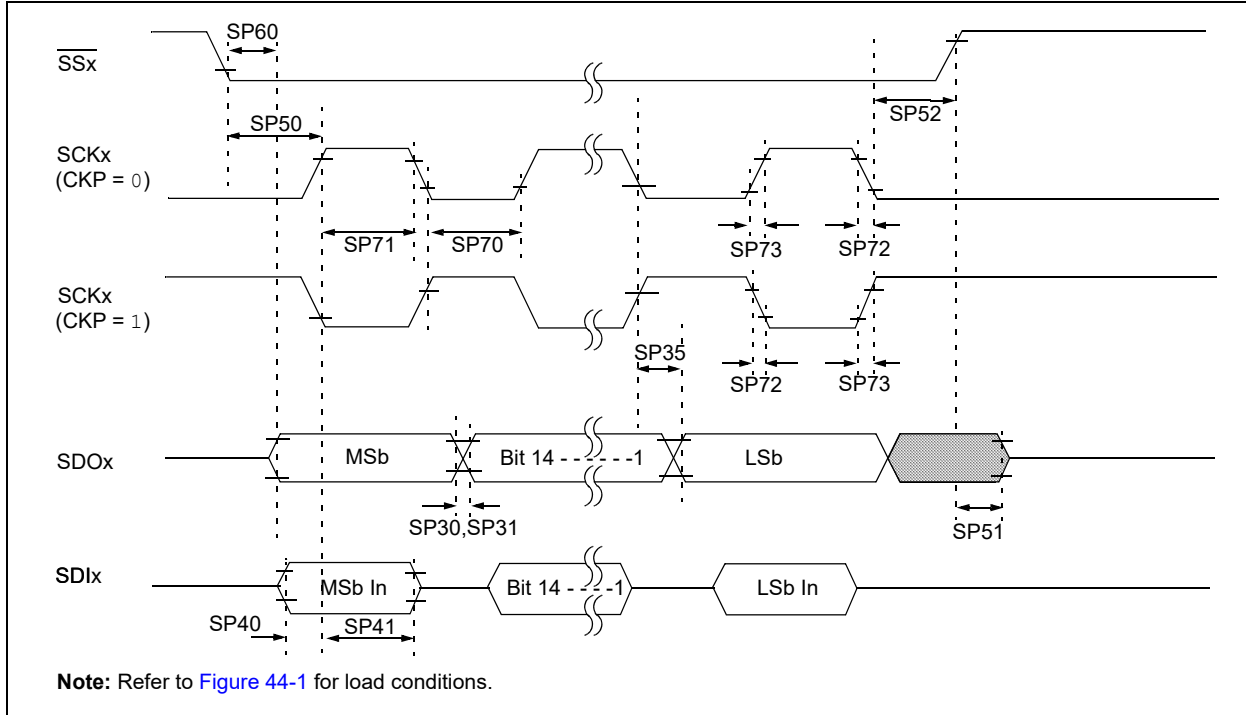 SP60
SSx
SP52
SP50
SCKx
(CKP = 0)
SP71
SP70
SP73
SP72
SCKx
(CKP = 1)
SP35
SP72
SP73
SDOx
MSb
Bit 14 - - - - - -1
LSb
SP30,SP31
SP51
SDIx
MSb In
Bit 14 - - - -1
LSb In
SP40
SP41
Note: Refer to Figure 44-1 for load conditions.